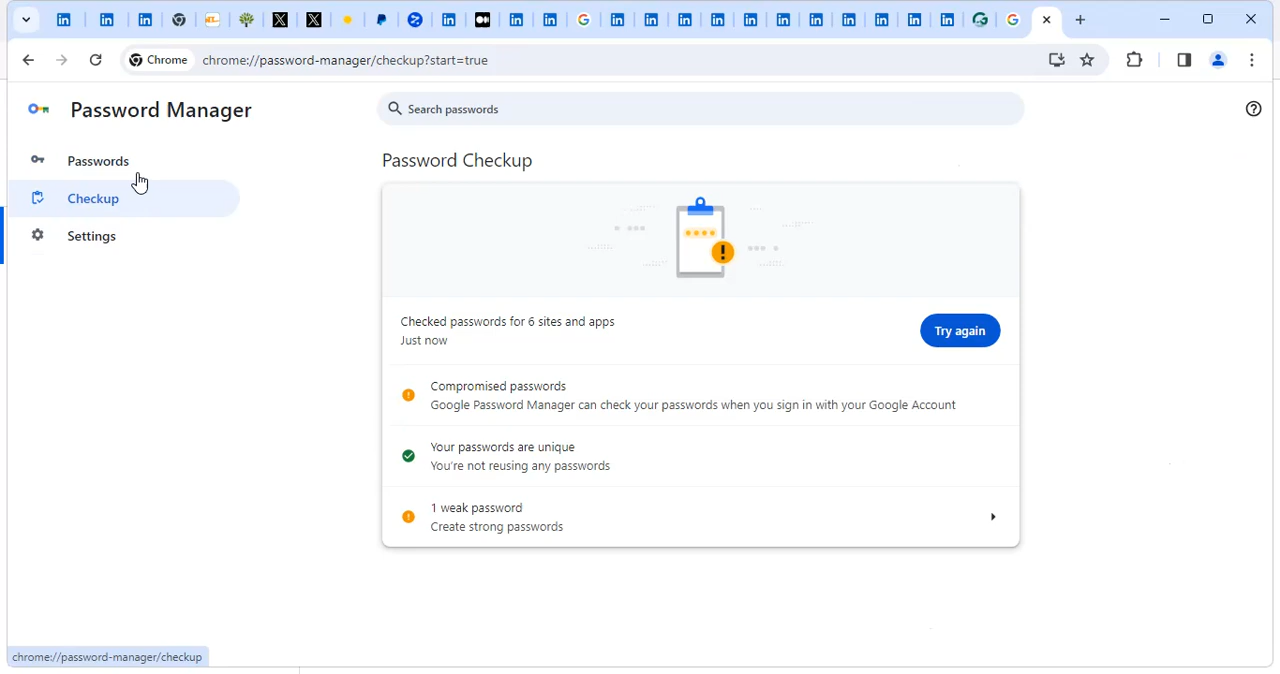 Chrome
chrome://password-manager/checkup?start=true
Password Manager
Search passwords
Passwords
Checkup
Settings
Password Checkup
Checked passwords for 6 sites and apps
Just now
Try again
Compromised passwords
Google Password Manager can check your passwords when you sign in with your Google Account
Your passwords are unique
You're not reusing any passwords
1 weak password
Create strong passwords
chrome://password-manager/checkup